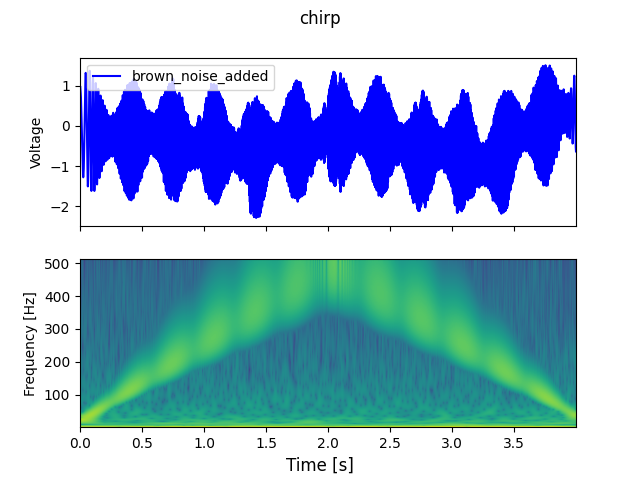 chirp
brown_noise_added
Voltage
1
0
−1
−2
Frequency [Hz]
500
400
300
200
100
0.0 0.5 1.0 1.5 2.0 2.5 3.0 3.5
Time [s]